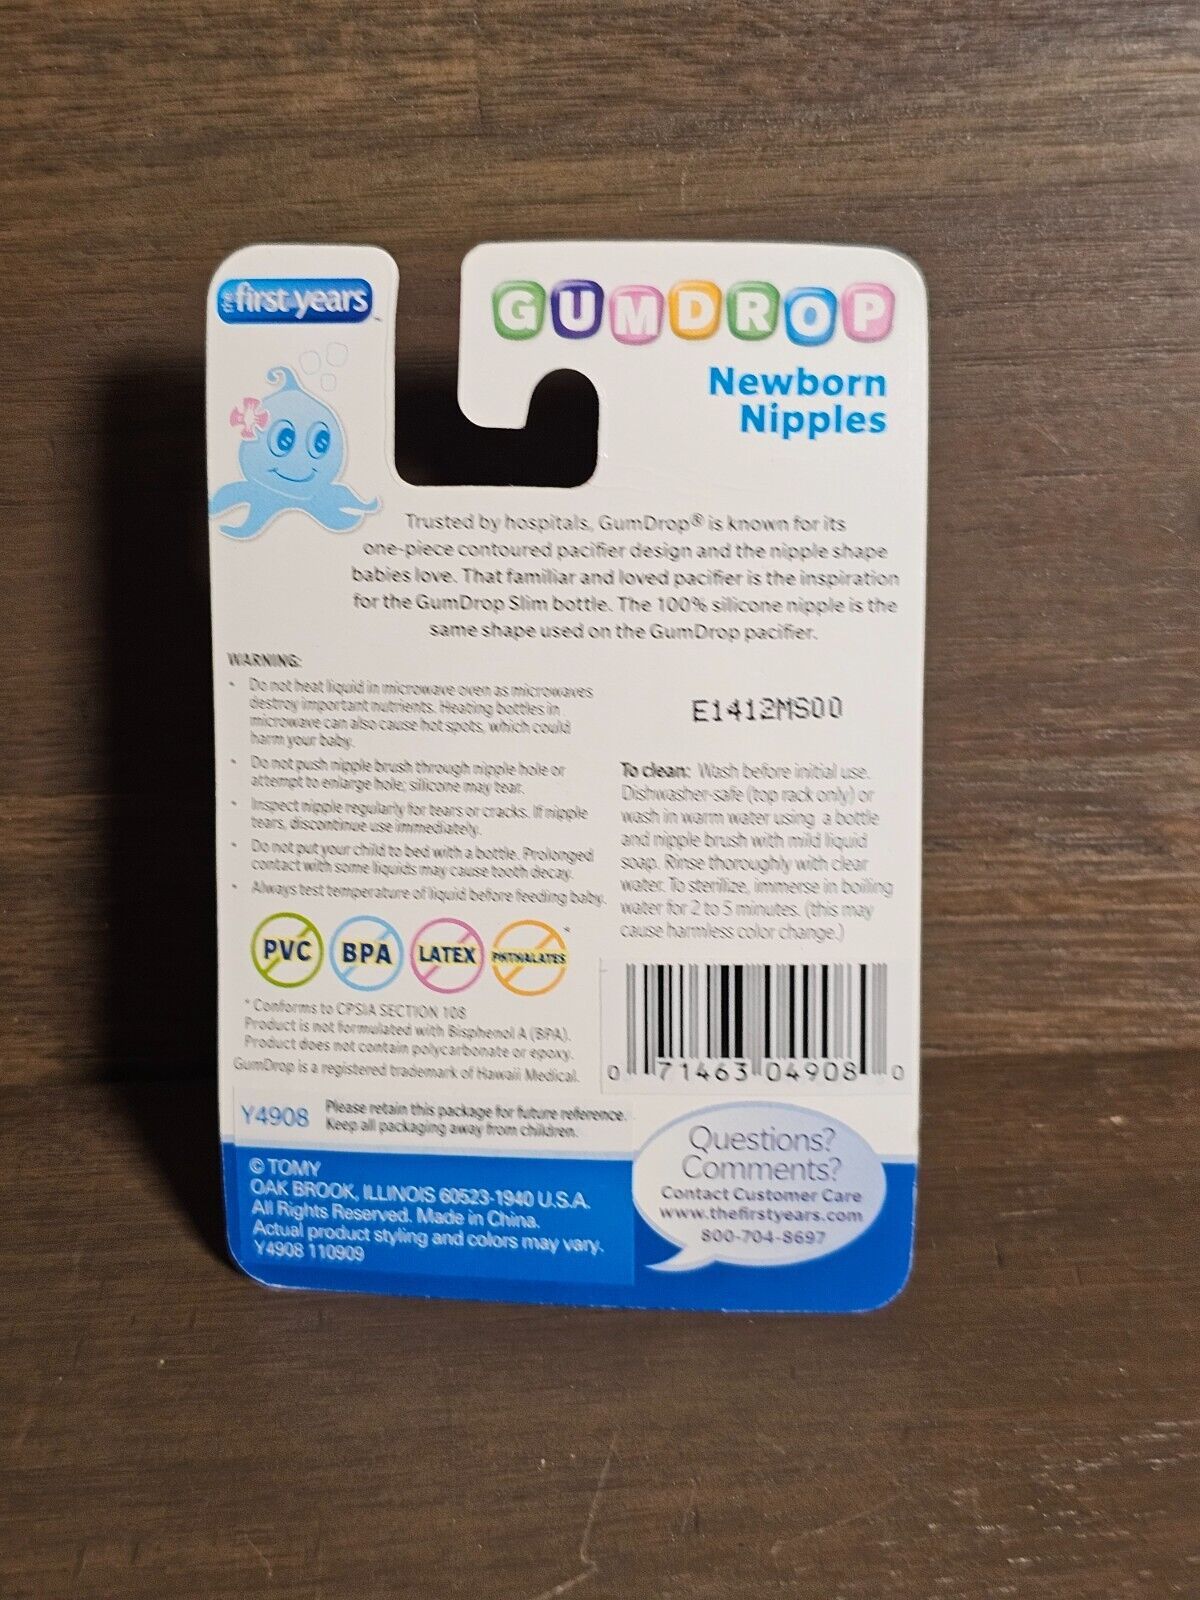 the first years™
GUMDROP
Newborn
Nipples
Trusted by hospitals, GumDrop® is known for its
one-piece contoured pacifier design and the nipple shape
babies love. That familiar and loved pacifier is the inspiration
for the GumDrop Slim bottle. The 100% silicone nipple is the
same shape used on the GumDrop pacifier.
WARNING:
• Do not heat liquid in microwave oven as microwaves
destroy important nutrients. Heating bottles in
microwave can also cause hot spots, which could
harm your baby.
• Do not push nipple brush through nipple hole or
attempt to enlarge hole; silicone may tear.
• Inspect nipple regularly for tears or cracks. If nipple
tears, discontinue use immediately.
• Do not put your child to bed with a bottle. Prolonged
contact with some liquids may cause tooth decay.
• Always test temperature of liquid before feeding baby.
E1412MS00
To clean: Wash before initial use.
Dishwasher-safe (top rack only) or
wash in warm water using a bottle
and nipple brush with mild liquid
soap. Rinse thoroughly with clear
water. To sterilize, immerse in boiling
water for 2 to 5 minutes. (this may
cause harmless color change.)
PVC BPA LATEX PHTHALATES *
* Conforms to CPSIA SECTION 108
Product is not formulated with Bisphenol A (BPA).
Product does not contain polycarbonate or epoxy.
GumDrop is a registered trademark of Hawaii Medical.
0 71463 04908 0
Y4908 Please retain this package for future reference.
Keep all packaging away from children.
© TOMY
OAK BROOK, ILLINOIS 60523-1940 U.S.A.
All Rights Reserved. Made in China.
Actual product styling and colors may vary.
Y4908 110909
Questions?
Comments?
Contact Customer Care
www.thefirstyears.com
800-704-8697